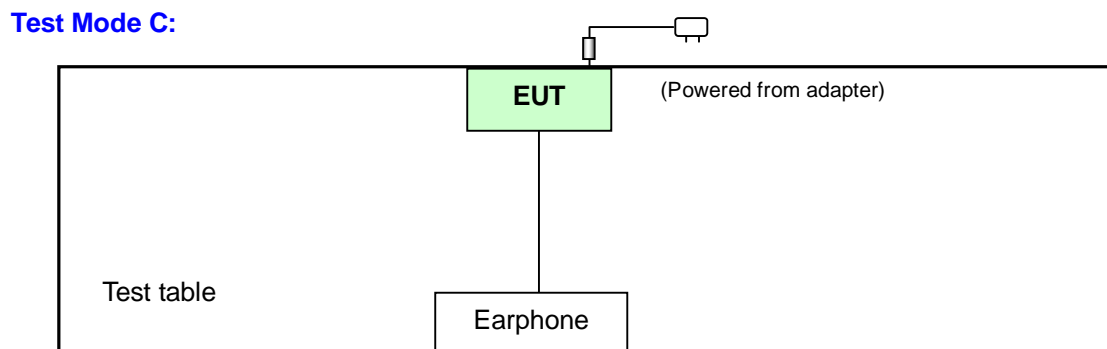 Test Mode C:
EUT
(Powered from adapter)
Test table
Earphone